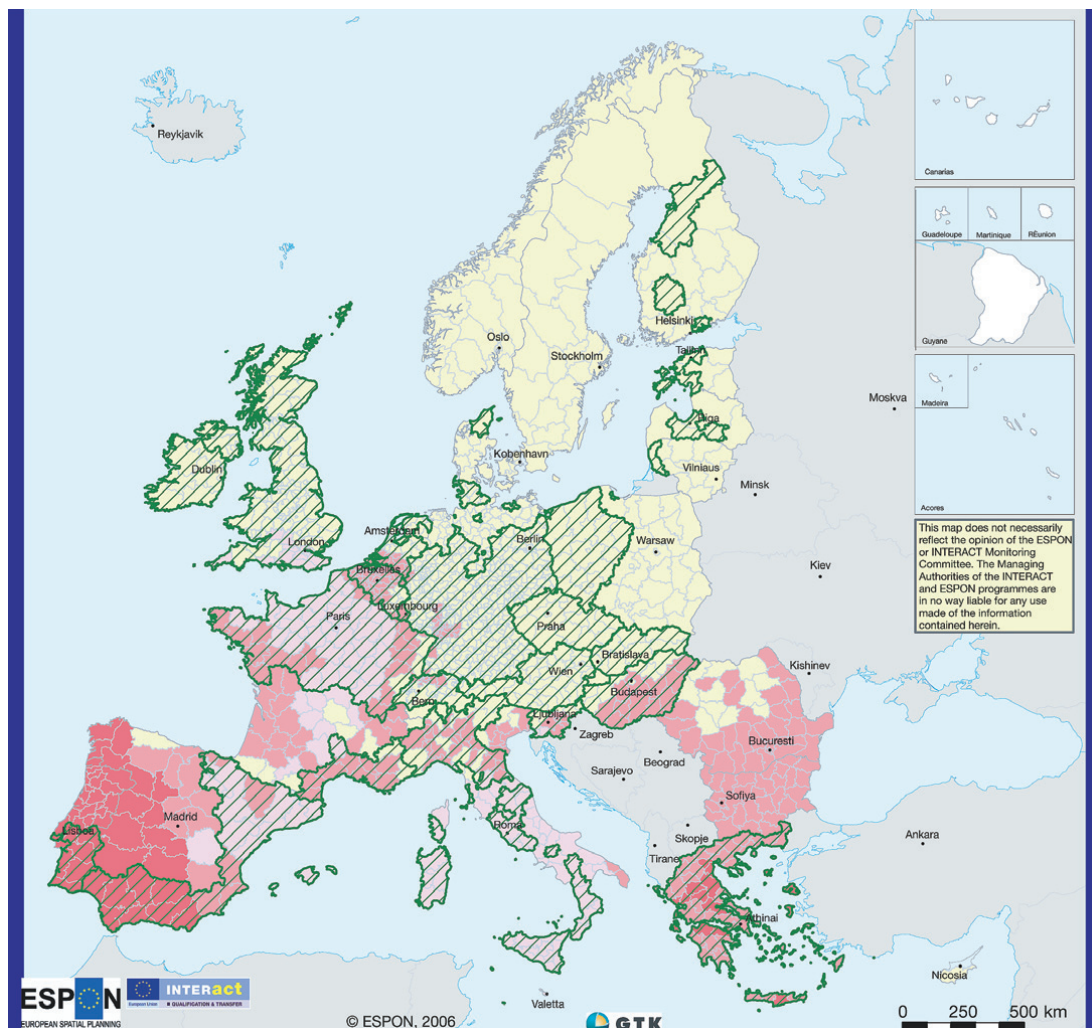 Reykjavik
Canarias
Guadeloupe
Martinique
RÉunion
Guyane
Madeira
Acores
Oslo
Helsinki
Stockholm
Tallinn
Riga
Moskva
Kobenhavn
Vilniaus
Minsk
Dublin
London
Amsterdam
Berlin
Warsaw
Kiev
Bruxelles
Luxembourg
Paris
Praha
Wien
Bratislava
Budapest
Kishinev
Bern
Ljubljana
Zagreb
Bucuresti
Beograd
Sarajevo
Sofiya
Skopje
Tirane
Ankara
Madrid
Lisboa
Roma
Athinai
Valetta
Nicosia
This map does not necessarily
reflect the opinion of the ESPON
or INTERACT Monitoring
Committee. The Managing
Authorities of the INTERACT
and ESPON programmes are
in no way liable for any use
made of the information
contained herein.
ESPON
EUROPEAN SPATIAL PLANNING
European Union
INTERact
QUALIFICATION & TRANSFER
© ESPON, 2006
GTK
0 250 500 km